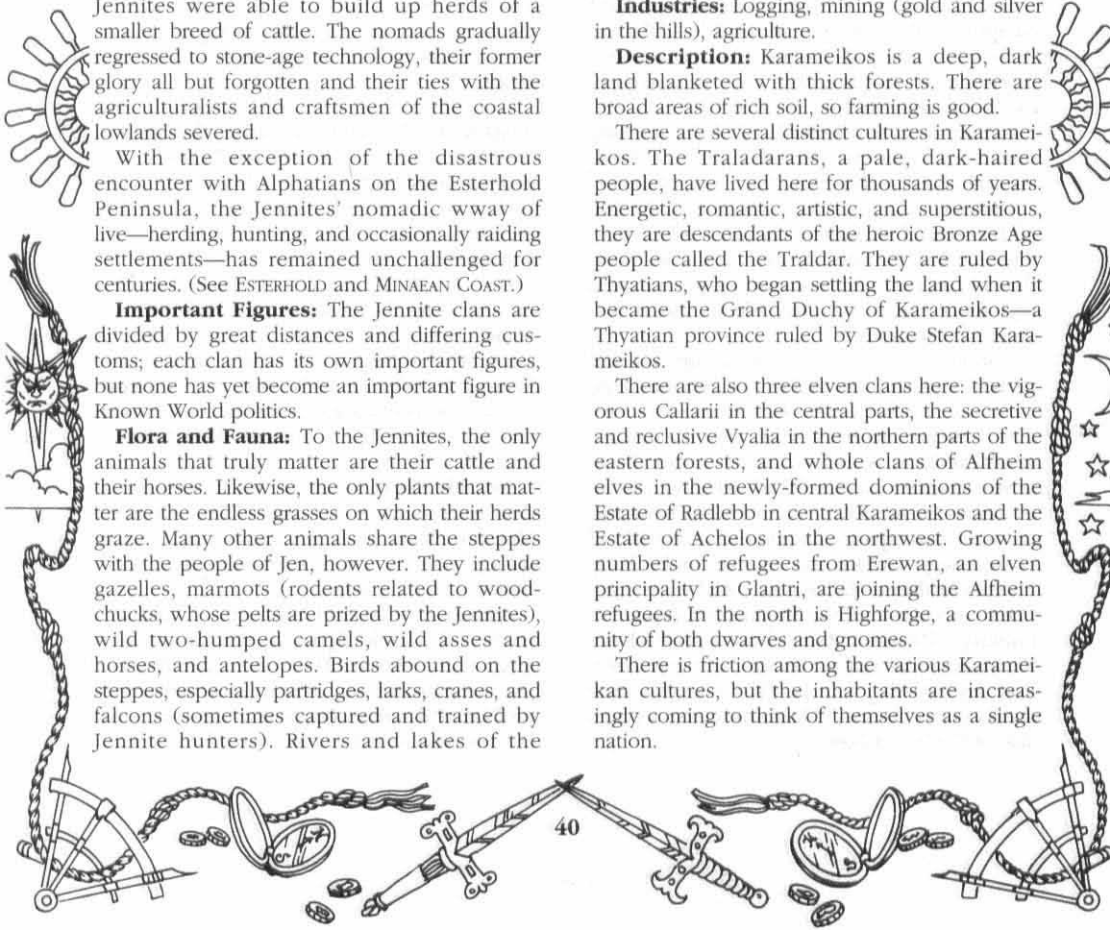 Jennites were able to build up herds of a
smaller breed of cattle. The nomads gradually
regressed to stone-age technology, their former
glory all but forgotten and their ties with the
agriculturalists and craftsmen of the coastal
lowlands severed.
With the exception of the disastrous
encounter with Alphatians on the Esterhold
Peninsula, the Jennites' nomadic wway of
live—herding, hunting, and occasionally raiding
settlements—has remained unchallenged for
centuries. (See ESTERHOLD and MINAEAN COAST.)
Important Figures: The Jennite clans are
divided by great distances and differing cus-
toms; each clan has its own important figures,
but none has yet become an important figure in
Known World politics.
Flora and Fauna: To the Jennites, the only
animals that truly matter are their cattle and
their horses. Likewise, the only plants that mat-
ter are the endless grasses on which their herds
graze. Many other animals share the steppes
with the people of Jen, however. They include
gazelles, marmots (rodents related to wood-
chucks, whose pelts are prized by the Jennites),
wild two-humped camels, wild asses and
horses, and antelopes. Birds abound on the
steppes, especially partridges, larks, cranes, and
falcons (sometimes captured and trained by
Jennite hunters). Rivers and lakes of the
Industries: Logging, mining (gold and silver
in the hills), agriculture.
Description: Karameikos is a deep, dark
land blanketed with thick forests. There are
broad areas of rich soil, so farming is good.
There are several distinct cultures in Karamei-
kos. The Traladarans, a pale, dark-haired
people, have lived here for thousands of years.
Energetic, romantic, artistic, and superstitious,
they are descendants of the heroic Bronze Age
people called the Traldar. They are ruled by
Thyatians, who began settling the land when it
became the Grand Duchy of Karameikos—a
Thyatian province ruled by Duke Stefan Kara-
meikos.
There are also three elven clans here: the vig-
orous Callarii in the central parts, the secretive
and reclusive Vyalia in the northern parts of the
eastern forests, and whole clans of Alfheim
elves in the newly-formed dominions of the
Estate of Radlebb in central Karameikos and the
Estate of Achelos in the northwest. Growing
numbers of refugees from Erewan, an elven
principality in Glantri, are joining the Alfheim
refugees. In the north is Highforge, a commu-
nity of both dwarves and gnomes.
There is friction among the various Karamei-
kan cultures, but the inhabitants are increas-
ingly coming to think of themselves as a single
nation.
40